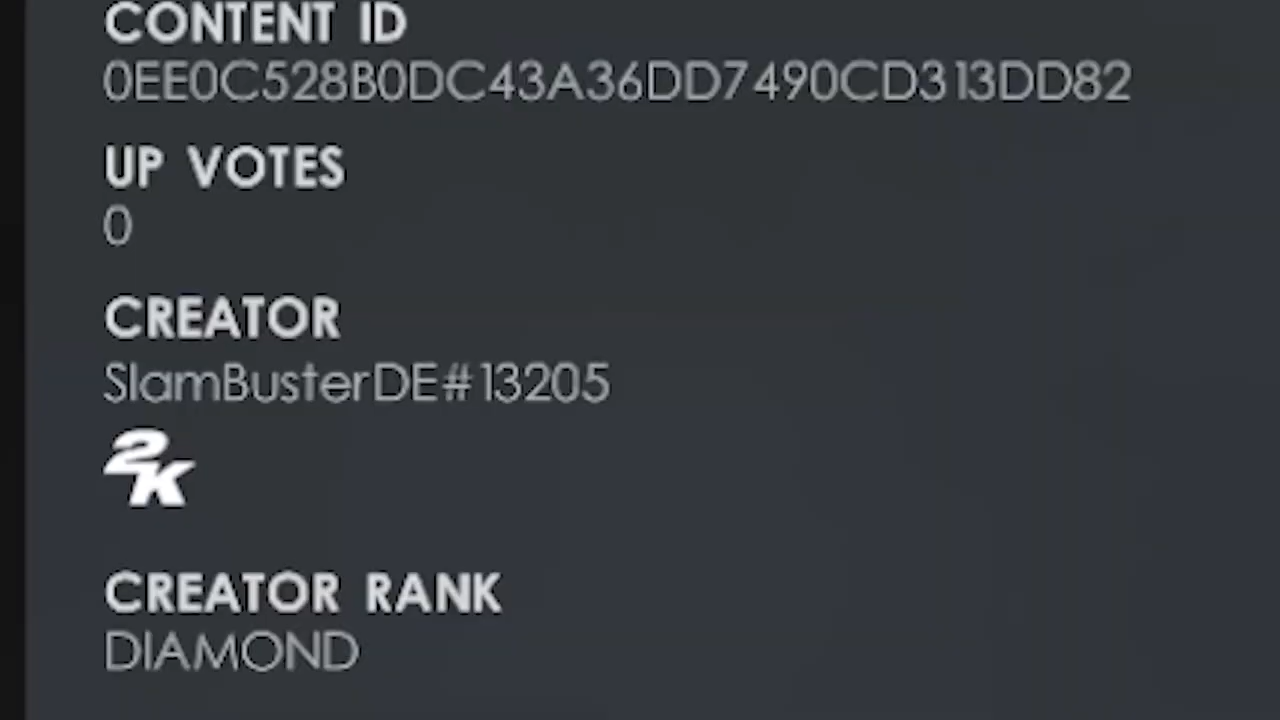 CONTENT ID
0EE0C528B0DC43A36DD7490CD313DD82
UP VOTES
0
CREATOR
SlamBusterDE#13205
2K
CREATOR RANK
DIAMOND